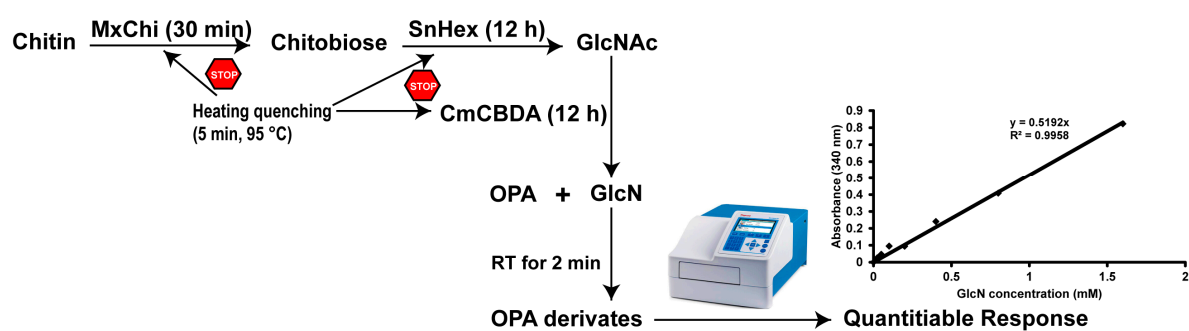 Chitin MxChi (30 min) Chitobiose SnHex (12 h) GlcNAc
STOP
STOP
Heating quenching
(5 min, 95 °C)
CmCBDA (12 h)
OPA + GlcN
RT for 2 min
OPA derivates
Quantitiable Response
y = 0.5192x
R² = 0.9958
Absorbance (340 nm)
0.9
0.8
0.7
0.6
0.5
0.4
0.3
0.2
0.1
0
0 0.5 1 1.5 2
GlcN concentration (mM)